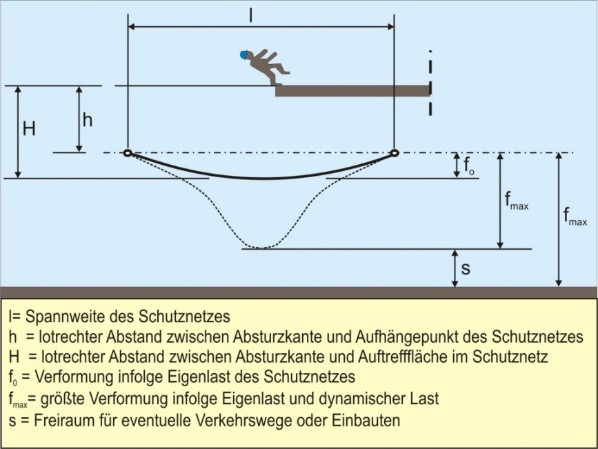 l
H
h
f₀
fmax
fmax
s
l= Spannweite des Schutznetzes
h = lotrechter Abstand zwischen Absturzkante und Aufhängepunkt des Schutznetzes
H = lotrechter Abstand zwischen Absturzkante und Auftrefffläche im Schutznetz
f₀ = Verformung infolge Eigenlast des Schutznetzes
fmax= größte Verformung infolge Eigenlast und dynamischer Last
s = Freiraum für eventuelle Verkehrswege oder Einbauten